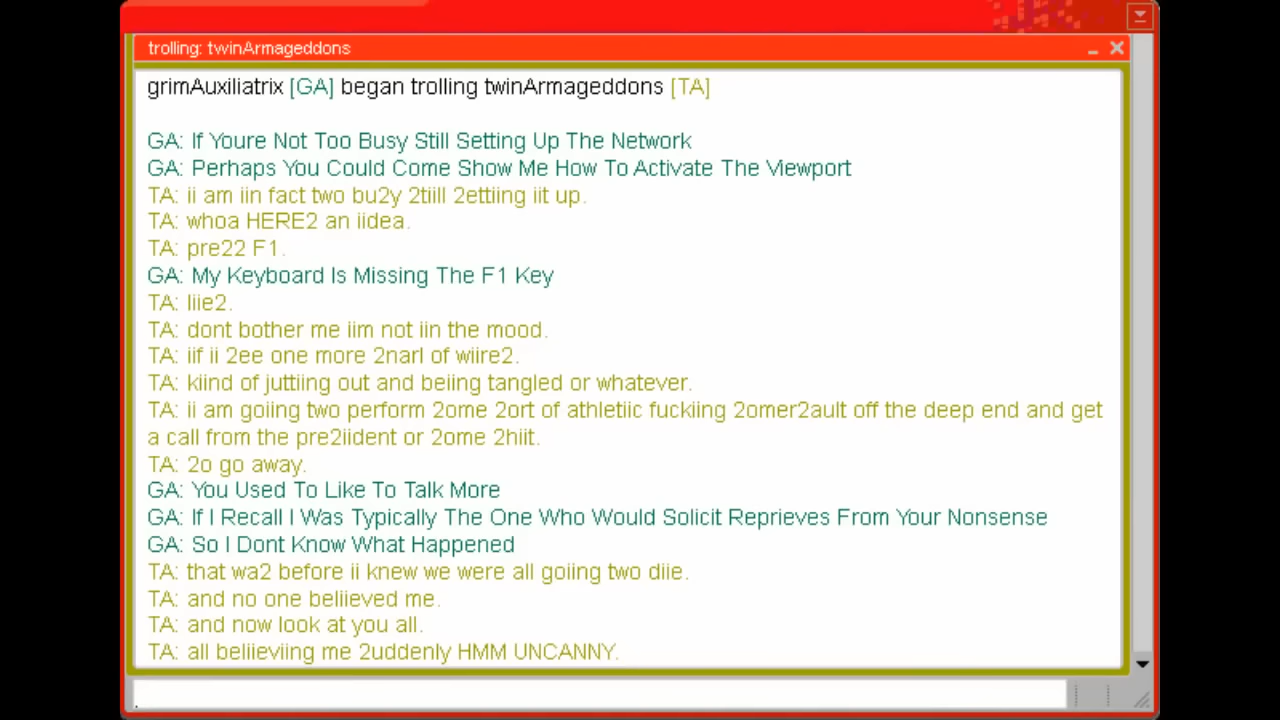 trolling: twinArmageddons
grimAuxiliatrix [GA] began trolling twinArmageddons [TA]
GA: If Youre Not Too Busy Still Setting Up The Network
GA: Perhaps You Could Come Show Me How To Activate The Viewport
TA: ii am iin fact two bu2y 2tiill 2ettiing iit up.
TA: whoa HERE2 an iidea.
TA: pre22 F1.
GA: My Keyboard Is Missing The F1 Key
TA: liie2.
TA: dont bother me iim not iin the mood.
TA: iif ii 2ee one more 2narl of wiire2.
TA: kiind of juttiing out and beiing tangled or whatever.
TA: ii am goiing two perform 2ome 2ort of athletiic fuckiing 2omer2ault off the deep end and get
a call from the pre2iident or 2ome 2hiit.
TA: 2o go away.
GA: You Used To Like To Talk More
GA: If I Recall I Was Typically The One Who Would Solicit Reprieves From Your Nonsense
GA: So I Dont Know What Happened
TA: that wa2 before ii knew we were all goiing two diie.
TA: and no one beliieved me.
TA: and now look at you all.
TA: all beliieviing me 2uddenly HMM UNCANNY.